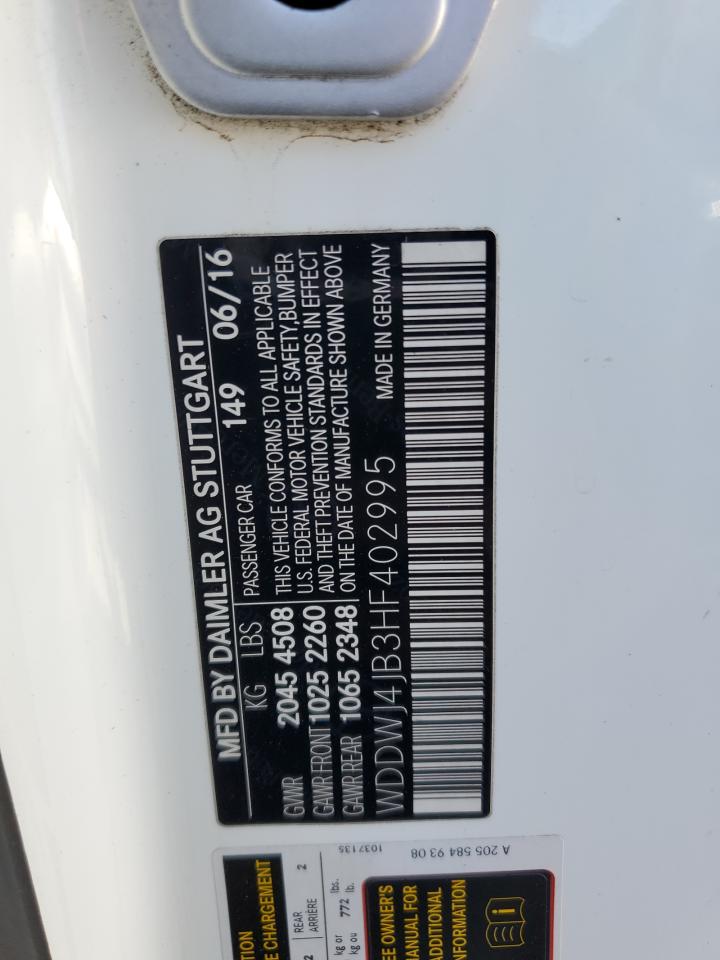 MFD BY DAIMLER AG STUTTGART
KG LBS PASSENGER CAR 149 06/16
GVWR 2045 4508 THIS VEHICLE CONFORMS TO ALL APPLICABLE
GAWR FRONT 1025 2260 U.S. FEDERAL MOTOR VEHICLE SAFETY,BUMPER
AND THEFT PREVENTION STANDARDS IN EFFECT
GAWR REAR 1065 2348 ON THE DATE OF MANUFACTURE SHOWN ABOVE
WDDWJ4JB3HF402995 MADE IN GERMANY
CHARGEMENT
REAR 2
ARRIÈRE
kg or 772 lbs.
kg ou lb.
1037135
A 205 584 93 08
SEE OWNER'S
MANUAL FOR
ADDITIONAL
INFORMATION